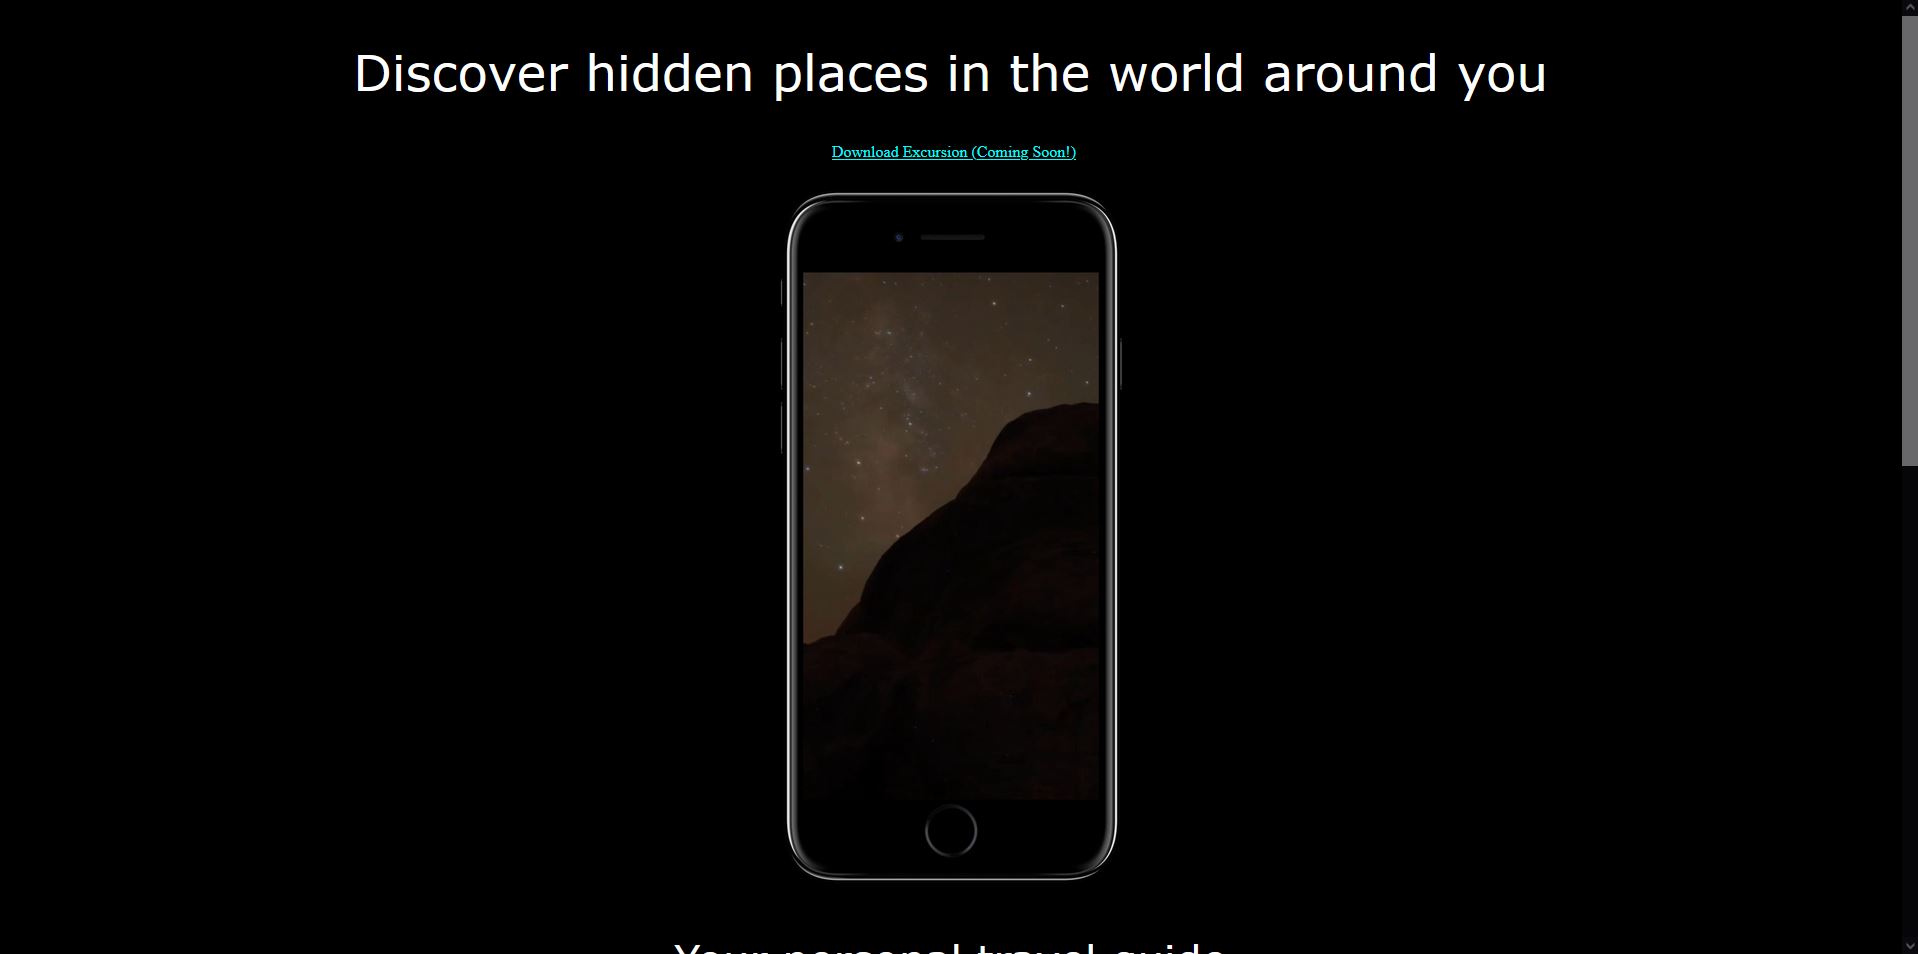 Discover hidden places in the world around you
Download Excursion (Coming Soon!)
Your personal travel guide